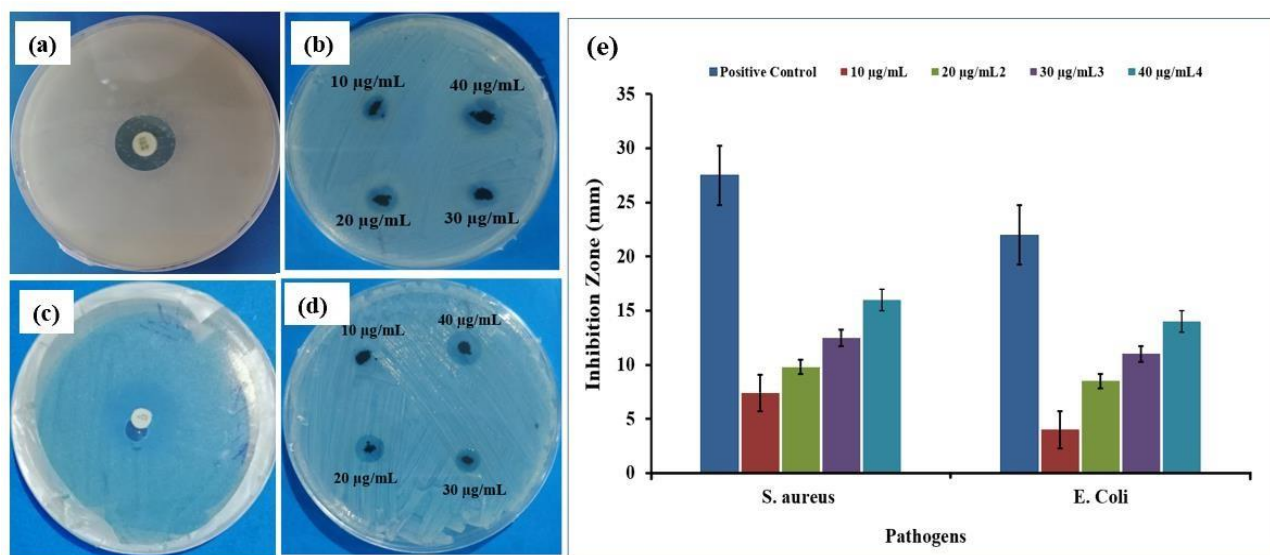 (a)
(b)
10 µg/mL
40 µg/mL
20 µg/mL
30 µg/mL
(c)
(d)
10 µg/mL
40 µg/mL
20 µg/mL
30 µg/mL
(e)
Positive Control 10 µg/mL 20 µg/mL2 30 µg/mL3 40 µg/mL4
Inhibition Zone (mm)
35
30
25
20
15
10
5
0
S. aureus E. Coli
Pathogens